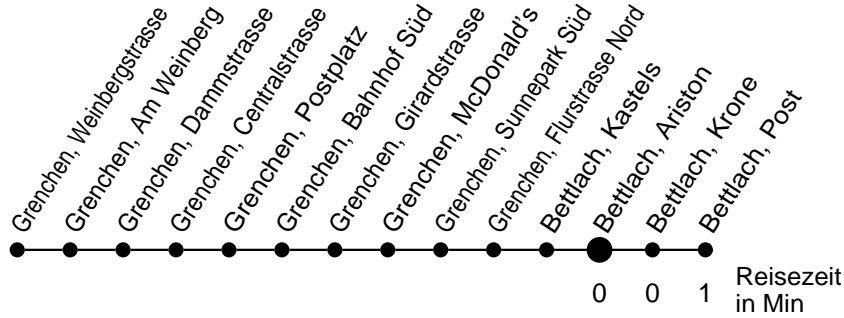 Grenchen, Weinbergstrasse
Grenchen, Am Weinberg
Grenchen, Dammstrasse
Grenchen, Centralstrasse
Grenchen, Postplatz
Grenchen, Bahnhof Süd
Grenchen, Girardstrasse
Grenchen, McDonald's
Grenchen, Sunnepark Süd
Grenchen, Flurstrasse Nord
Bettlach, Kastels
Bettlach, Ariston
Bettlach, Krone
Bettlach, Post
0 0 1 Reisezeit
in Min